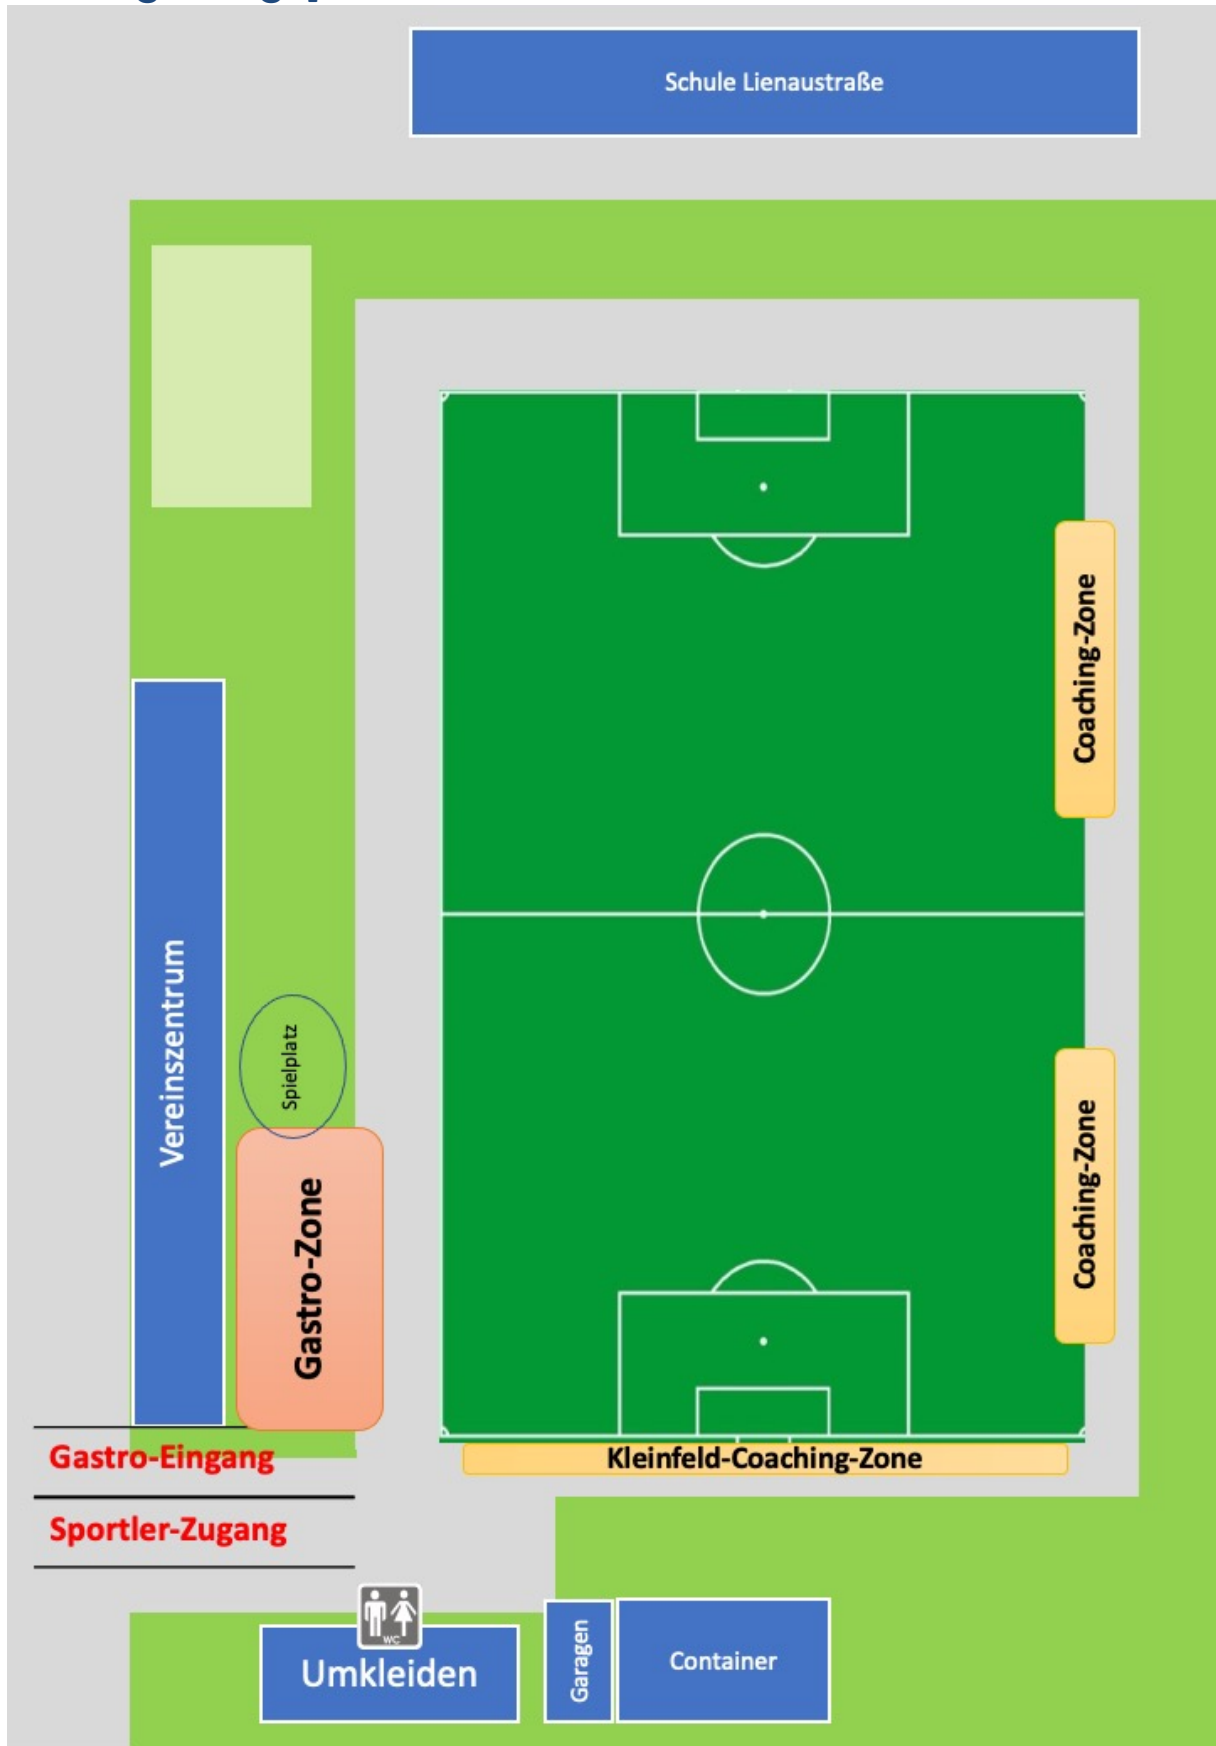 Schule Lienaustraße
Coaching-Zone
Vereinszentrum
Spielplatz
Gastro-Zone
Coaching-Zone
Gastro-Eingang
Kleinfeld-Coaching-Zone
Sportler-Zugang
WC
Umkleiden
Garagen
Container